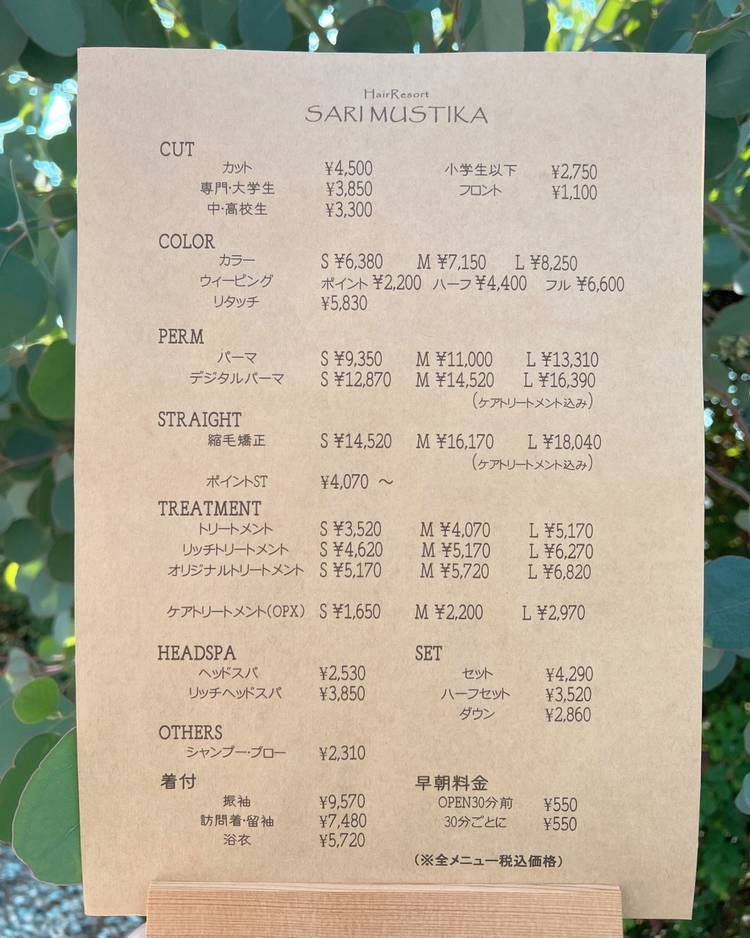 HairResort
SARI MUSTIKA
CUT
カット ¥4,500 小学生以下 ¥2,750
専門・大学生 ¥3,850 フロント ¥1,100
中・高校生 ¥3,300
COLOR
カラー S ¥6,380 M ¥7,150 L ¥8,250
ウィービング ポイント ¥2,200 ハーフ ¥4,400 フル ¥6,600
リタッチ ¥5,830
PERM
パーマ S ¥9,350 M ¥11,000 L ¥13,310
デジタルパーマ S ¥12,870 M ¥14,520 L ¥16,390
(ケアトリートメント込み)
STRAIGHT
縮毛矯正 S ¥14,520 M ¥16,170 L ¥18,040
(ケアトリートメント込み)
ポイントST ¥4,070 ～
TREATMENT
トリートメント S ¥3,520 M ¥4,070 L ¥5,170
リッチトリートメント S ¥4,620 M ¥5,170 L ¥6,270
オリジナルトリートメント S ¥5,170 M ¥5,720 L ¥6,820
ケアトリートメント(OPX) S ¥1,650 M ¥2,200 L ¥2,970
HEADSPA
ヘッドスパ ¥2,530
リッチヘッドスパ ¥3,850
SET
セット ¥4,290
ハーフセット ¥3,520
ダウン ¥2,860
OTHERS
シャンプー・ブロー ¥2,310
着付
振袖 ¥9,570
訪問着・留袖 ¥7,480
浴衣 ¥5,720
早朝料金
OPEN30分前 ¥550
30分ごとに ¥550
(※全メニュー税込価格)